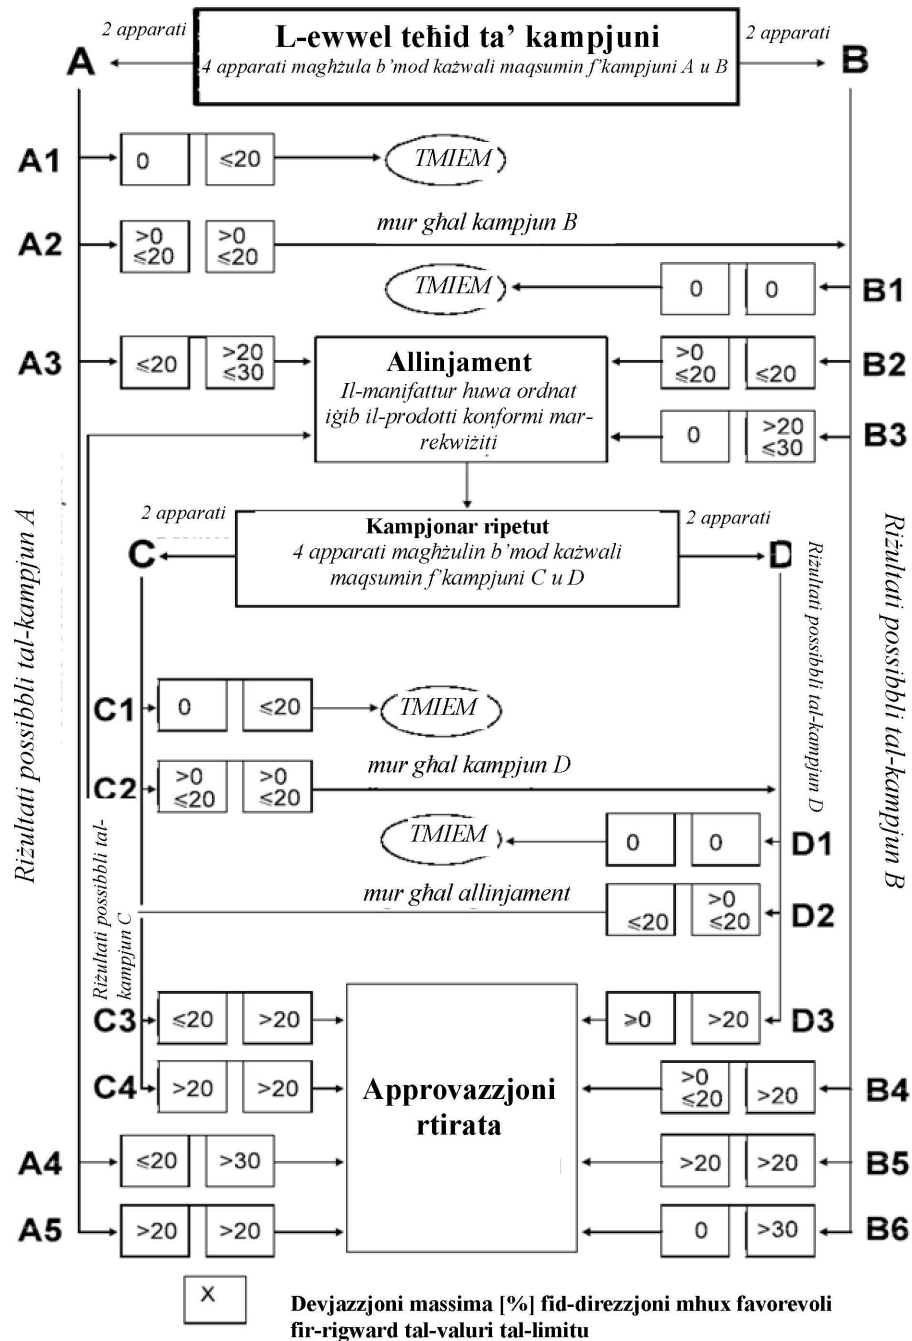 2 apparati
L-ewwel teħid ta’ kampjuni
2 apparati
A
4 apparati magħżula b’mod każwali maqsumin f’kampjuni A u B
B
A1
0
≤20
TMIEM
A2
>0
≤20
>0
≤20
mur għal kampjun B
TMIEM
0
0
B1
A3
≤20
>20
≤30
Allinjament
Il-manifattur huwa ordnat
iġib il-prodotti konformi mar-
rekwiżiti
>0
≤20
≤20
B2
0
>20
≤30
B3
2 apparati
Kampjonar ripetut
2 apparati
C
4 apparati magħżulin b’mod każwali
maqsumin f’kampjuni C u D
D
Riżultati possibbli tal-kampjun A
Riżultati possibbli tal-kampjun D
Riżultati possibbli tal-kampjun B
C1
0
≤20
TMIEM
C2
>0
≤20
>0
≤20
mur għal kampjun D
TMIEM
0
0
D1
mur għal allinjament
≤20
>0
≤20
D2
Riżultati possibbli tal-
kampjun C
C3
≤20
>20
≥0
>20
D3
C4
>20
>20
Approvazzjoni
rtirata
>0
≤20
>20
B4
A4
≤20
>30
>20
>20
B5
A5
>20
>20
0
>30
B6
X
Devjazzjoni massima [%] fid-direzzjoni mhux favorevoli
fir-rigward tal-valuri tal-limitu